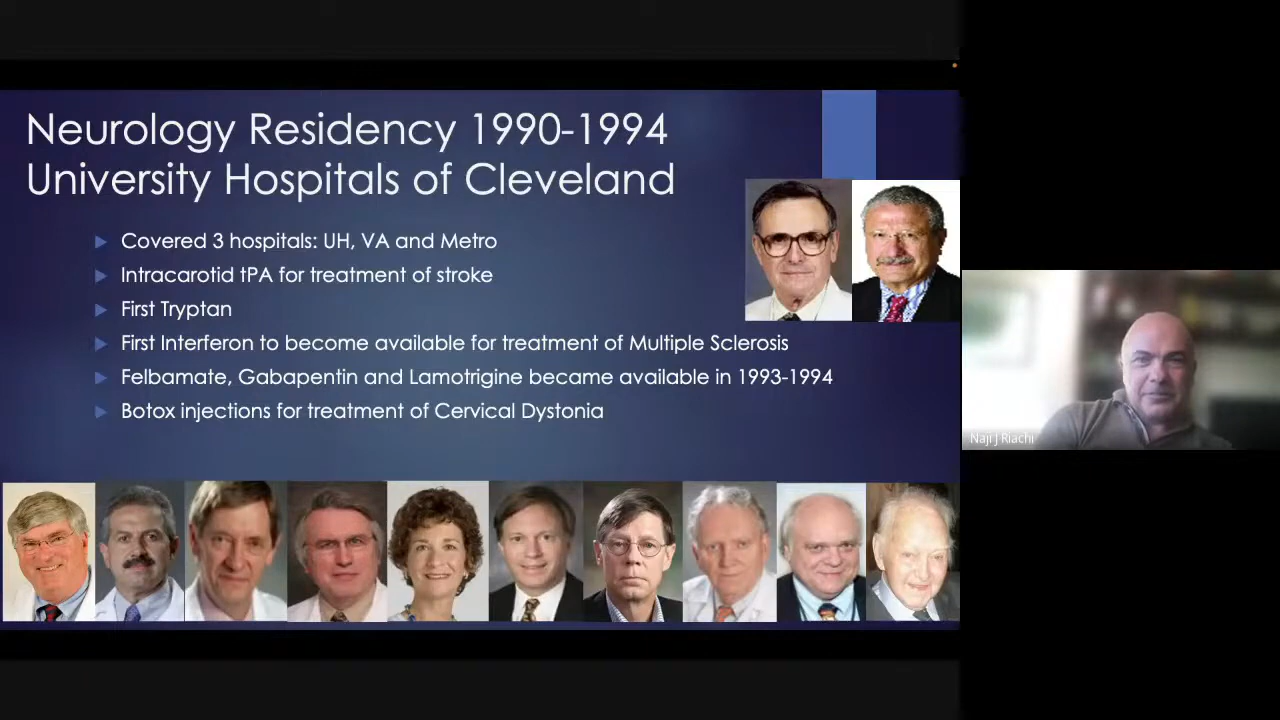 Neurology Residency 1990-1994
University Hospitals of Cleveland
Covered 3 hospitals: UH, VA and Metro
Intracarotid tPA for treatment of stroke
First Tryptan
First Interferon to become available for treatment of Multiple Sclerosis
Felbamate, Gabapentin and Lamotrigine became available in 1993-1994
Botox injections for treatment of Cervical Dystonia
Naji J Riachi